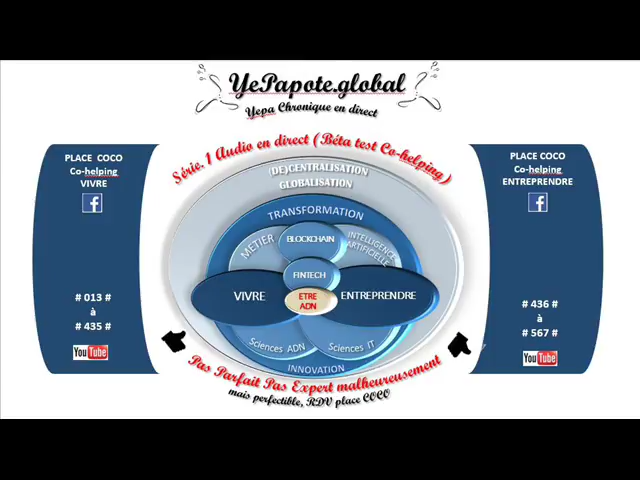 YePapote.global
Yepa Chronique en direct
Série. 1 Audio en direct ( Béta test Co-helping)
PLACE COCO
Co-helping
VIVRE
# 013 #
à
# 435 #
YouTube
(DE)CENTRALISATION
GLOBALISATION
TRANSFORMATION
METIER
BLOCKCHAIN
INTELLIGENCE
ARTIFICIELLE
FINTECH
VIVRE
ETRE
ADN
ENTREPRENDRE
Sciences ADN
Sciences IT
INNOVATION
PLACE COCO
Co-helping
ENTREPRENDRE
# 436 #
à
# 567 #
YouTube
Pas Parfait Pas Expert malheureusement
mais perfectible, RDV place COCO